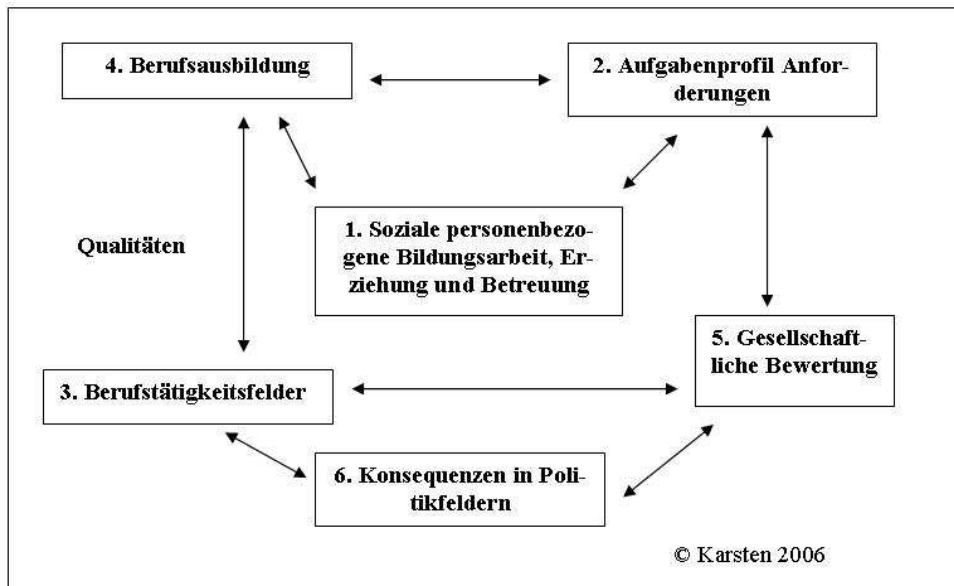 4. Berufsausbildung
2. Aufgabenprofil Anfor-
derungen
1. Soziale personenbezo-
gene Bildungsarbeit, Er-
ziehung und Betreuung
Qualitäten
5. Gesellschaft-
liche Bewertung
3. Berufstätigkeitsfelder
6. Konsequenzen in Poli-
tikfeldern
© Karsten 2006